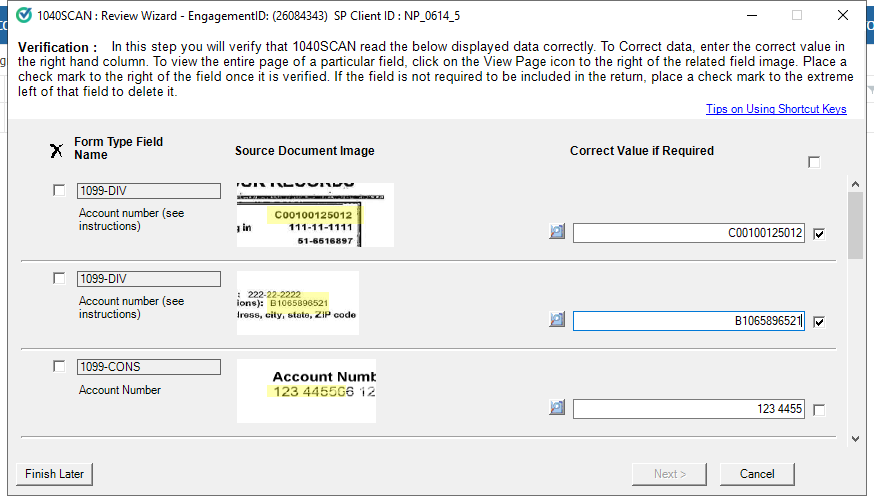 1040SCAN : Review Wizard - EngagementID: (26084343) SP Client ID : NP_0614_5
Verification : In this step you will verify that 1040SCAN read the below displayed data correctly. To Correct data, enter the correct value in
the right hand column. To view the entire page of a particular field, click on the View Page icon to the right of the related field image. Place a
check mark to the right of the field once it is verified. If the field is not required to be included in the return, place a check mark to the extreme
left of that field to delete it.
Tips on Using Shortcut Keys
X Form Type Field
Name
Source Document Image
Correct Value if Required
1099-DIV
Account number (see
instructions)
C00100125012
g in 111-11-1111
51-6516897
C00100125012
1099-DIV
Account number (see
instructions)
: 222-22-2222
ions): B1065896521
dress, city, state, ZIP code
B1065896521
1099-CONS
Account Number
Account Numb
123 445506 12
123 4455
Finish Later
Next >
Cancel